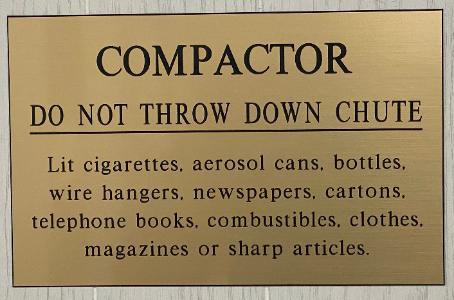 COMPACTOR
DO NOT THROW DOWN CHUTE
Lit cigarettes, aerosol cans, bottles,
wire hangers, newspapers, cartons,
telephone books, combustibles, clothes,
magazines or sharp articles.